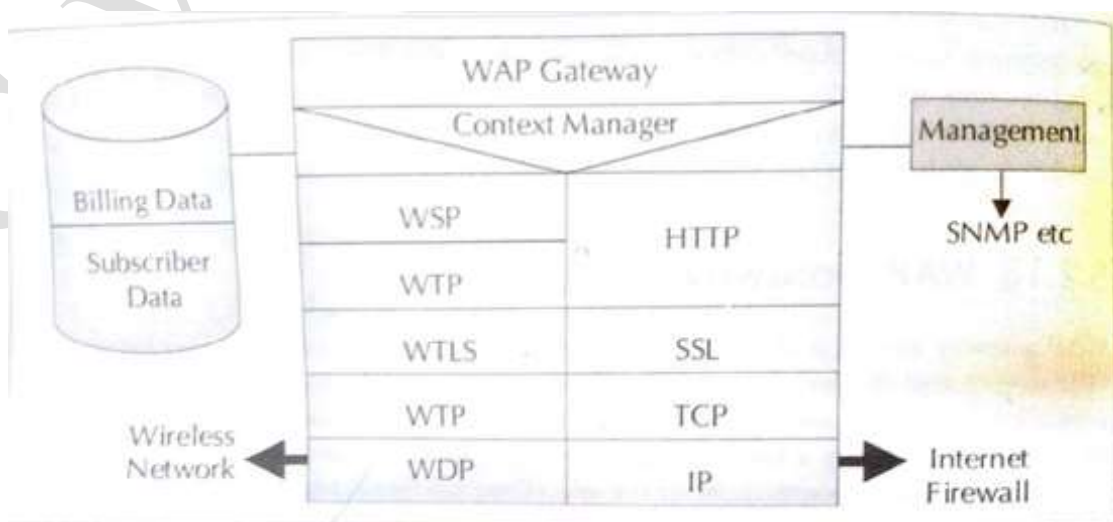 WAP Gateway
Context Manager
Billing Data
Subscriber
Data
WSP
WTP
WTLS
WTP
WDP
HTTP
SSL
TCP
IP
Management
SNMP etc
Wireless
Network
Internet
Firewall